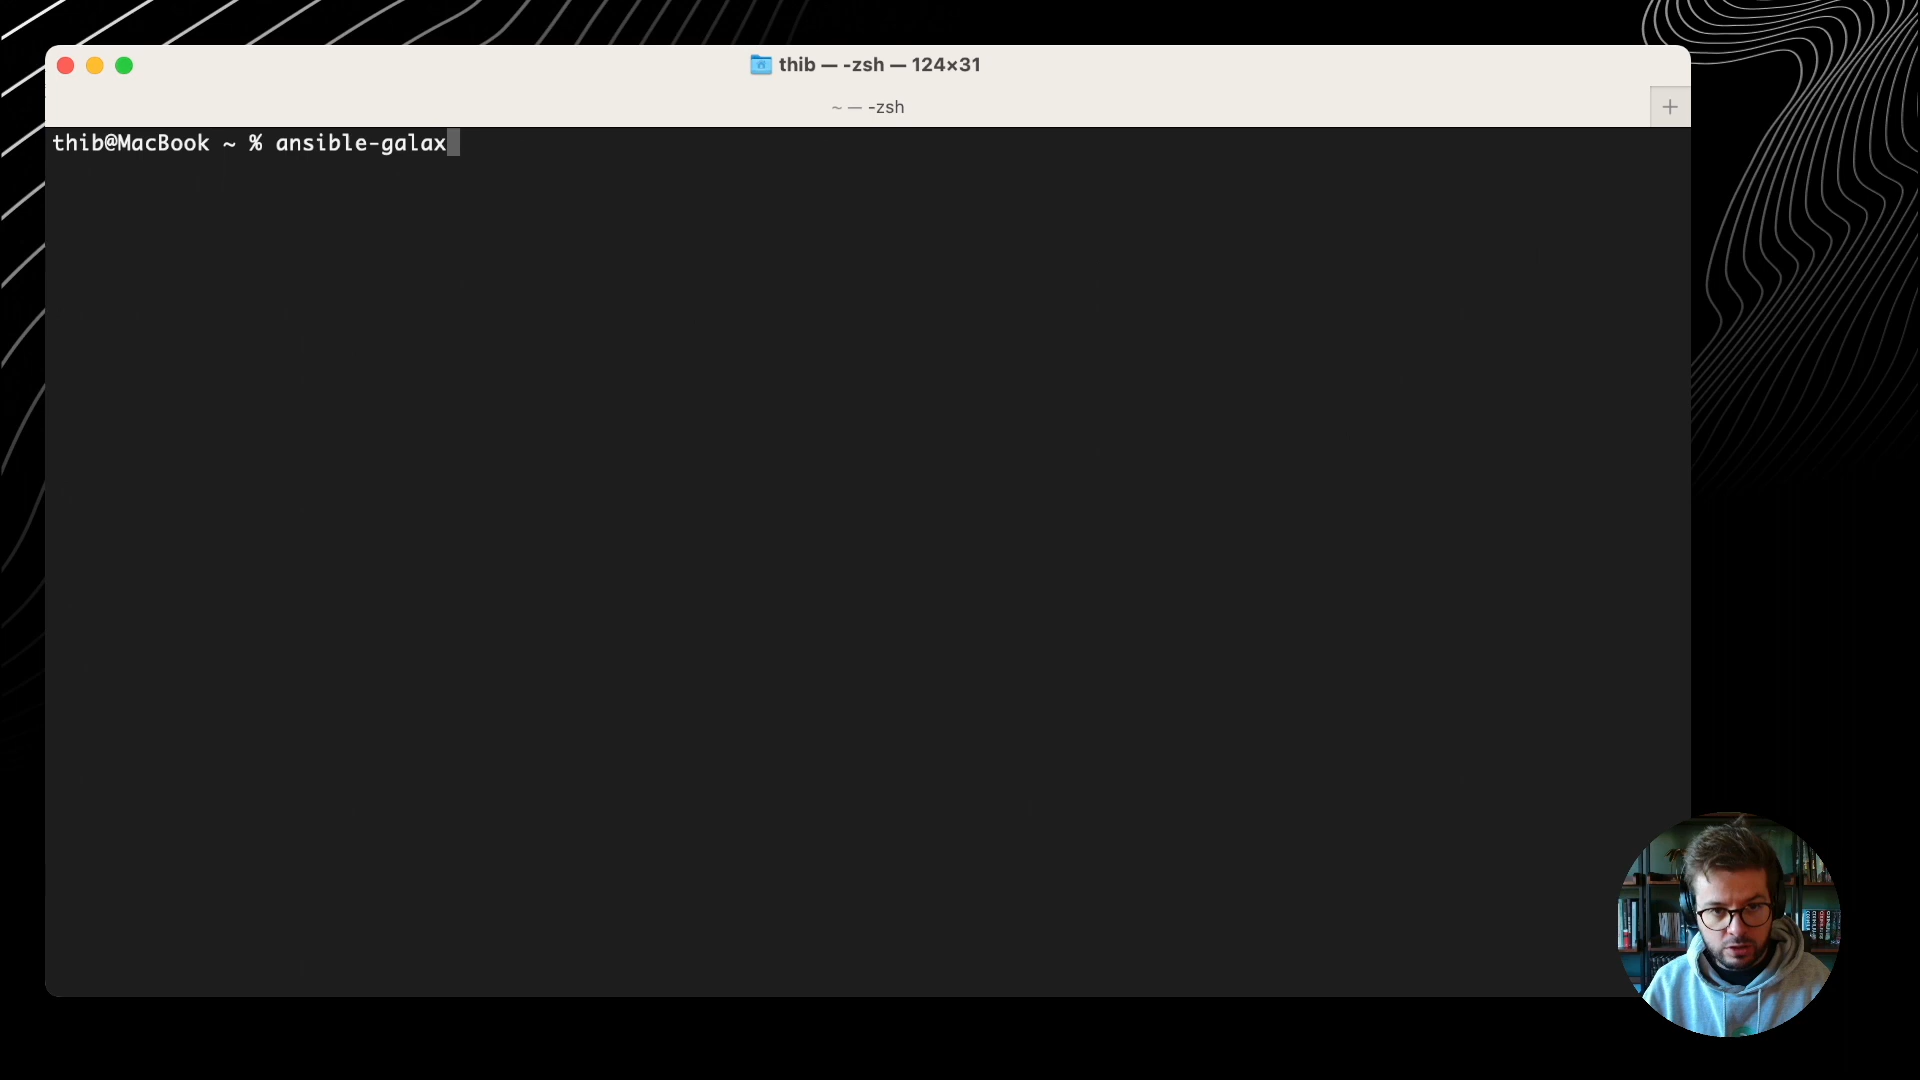 thib — -zsh — 124×31
~ — -zsh
thib@MacBook ~ % ansible-galax